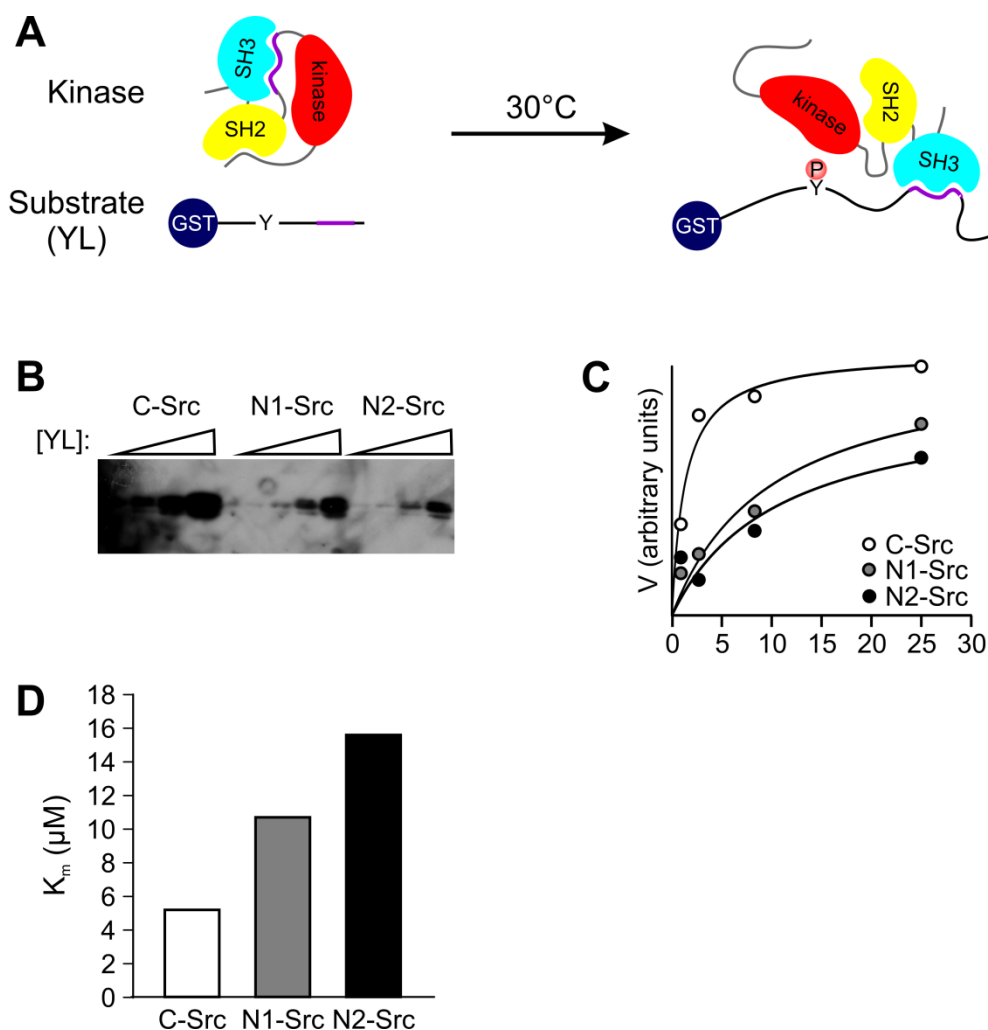 A
Kinase
SH3
SH2
kinase
30°C
kinase
SH2
SH3
P
Y
GST
Substrate
(YL)
GST
Y
B
C-Src N1-Src N2-Src
[YL]:
C
V (arbitrary units)
C-Src
N1-Src
N2-Src
0 5 10 15 20 25 30
D
Km (μM)
18
16
14
12
10
8
6
4
2
0
C-Src N1-Src N2-Src